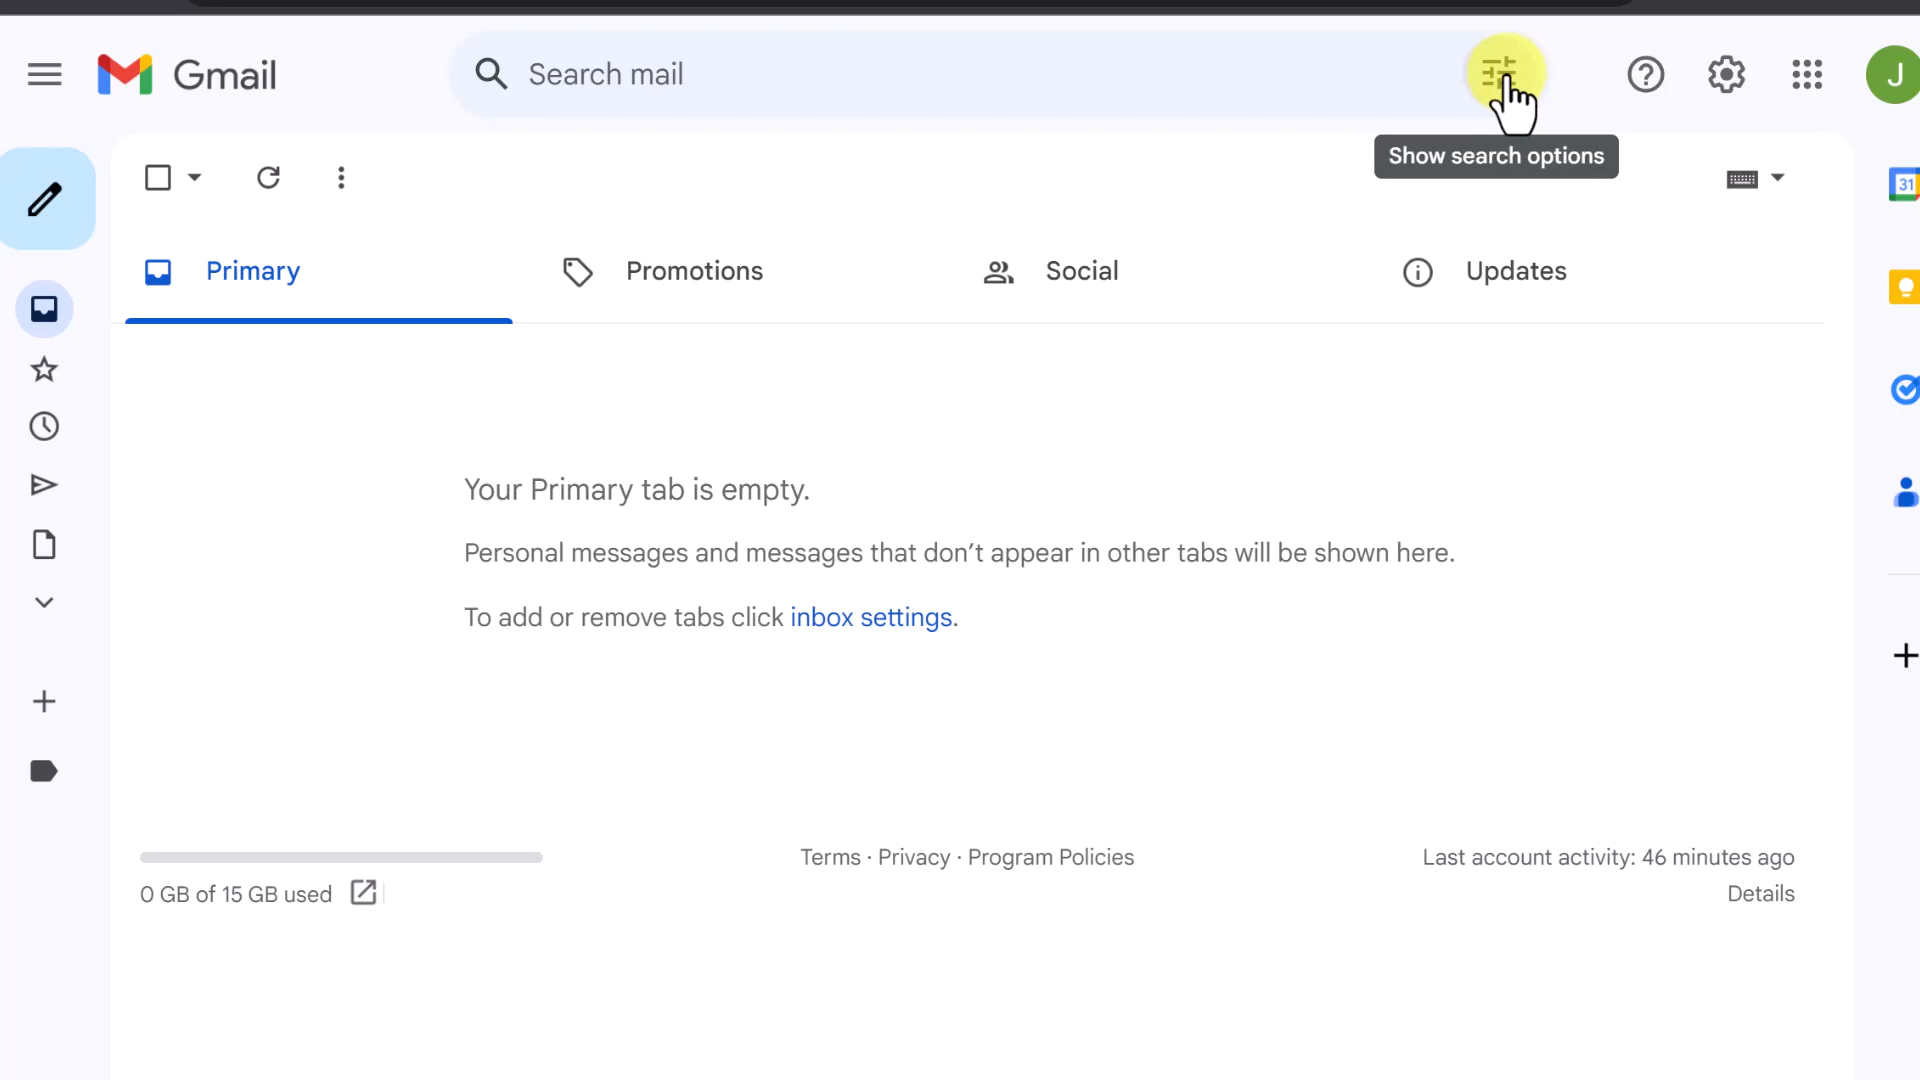 Gmail
Search mail
J
Show search options
31
Primary
Promotions
Social
Updates
Your Primary tab is empty.
Personal messages and messages that don’t appear in other tabs will be shown here.
To add or remove tabs click inbox settings.
Terms · Privacy · Program Policies
Last account activity: 46 minutes ago
0 GB of 15 GB used
Details